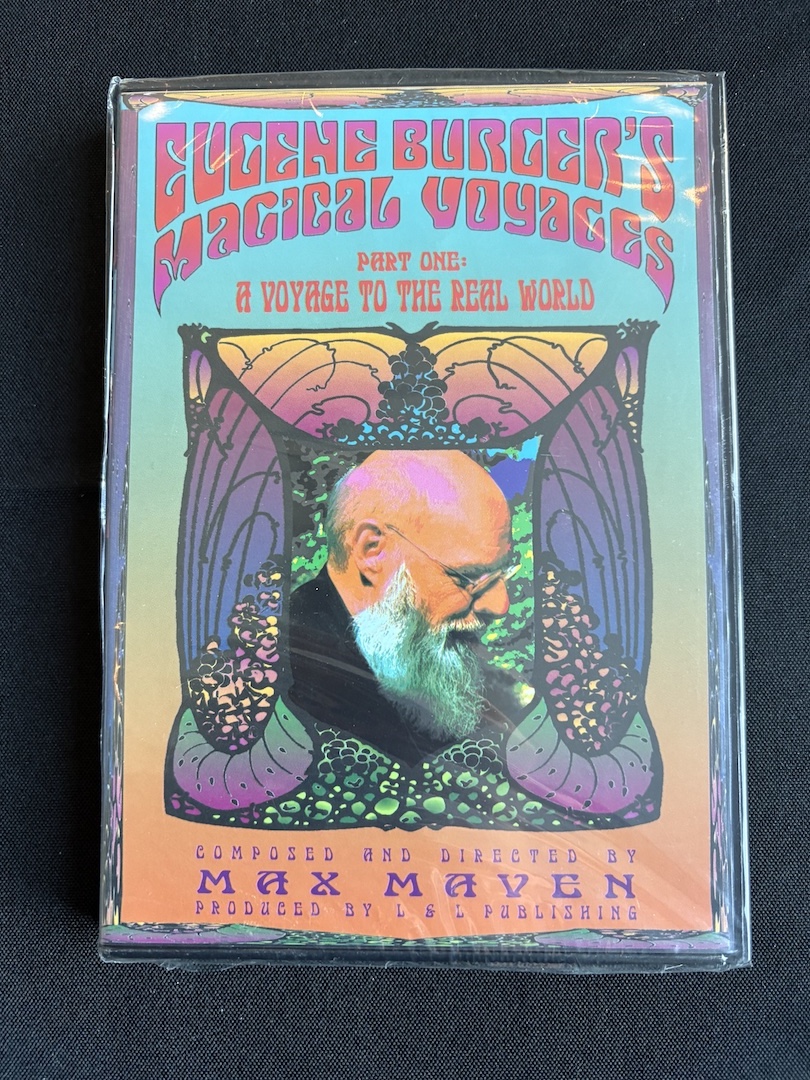 EUGENE BURGER'S
MAGICAL VOYAGES
PART ONE:
A VOYAGE TO THE REAL WORLD
COMPOSED AND DIRECTED BY
MAX MAVEN
PRODUCED BY L & L PUBLISHING